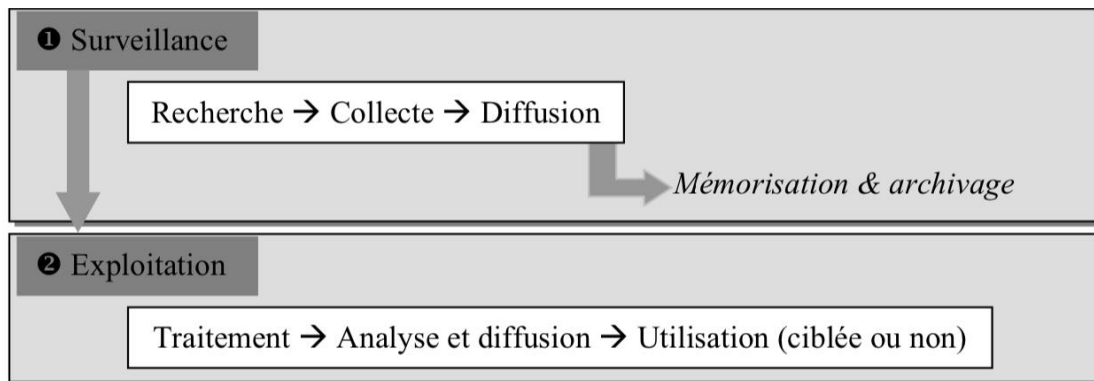 ❶ Surveillance
Recherche → Collecte → Diffusion
Mémorisation & archivage
❷ Exploitation
Traitement → Analyse et diffusion → Utilisation (ciblée ou non)